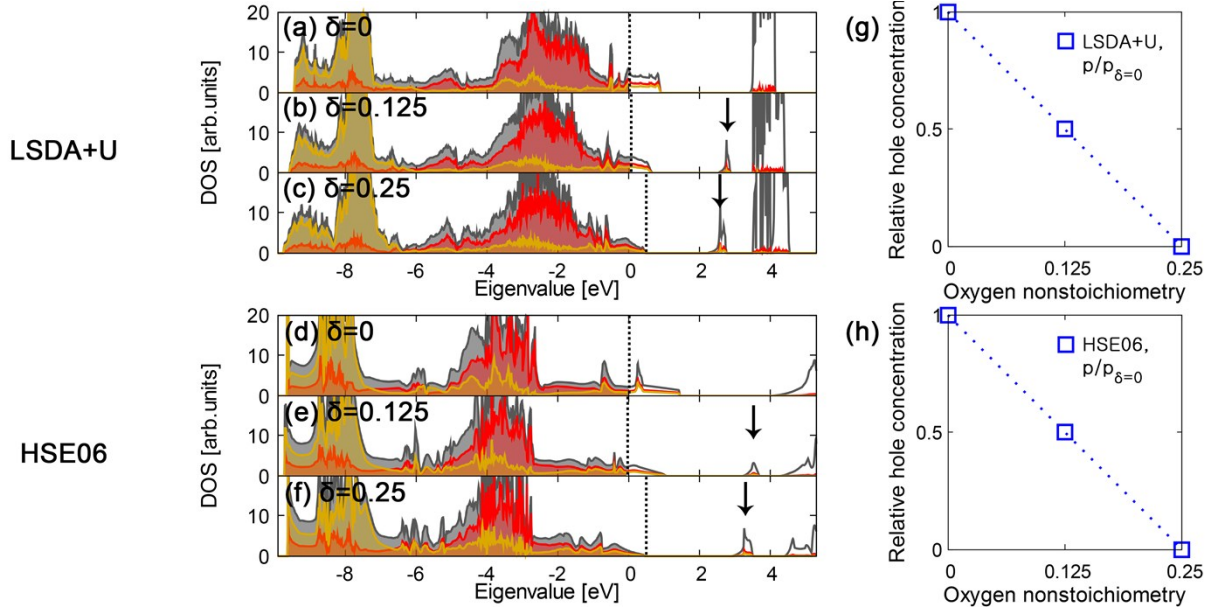 LSDA+U
DOS [arb.units]
20
(a) δ=0
10
0
(b) δ=0.125
10
0
(c) δ=0.25
10
0
-8 -6 -4 -2 0 2 4
Eigenvalue [eV]
(g)
Relative hole concentration
1
0.5
0
LSDA+U,
p/pδ=0
0 0.125 0.25
Oxygen nonstoichiometry
HSE06
DOS [arb.units]
20
(d) δ=0
10
0
(e) δ=0.125
10
0
(f) δ=0.25
10
0
-8 -6 -4 -2 0 2 4
Eigenvalue [eV]
(h)
Relative hole concentration
1
0.5
0
HSE06,
p/pδ=0
0 0.125 0.25
Oxygen nonstoichiometry